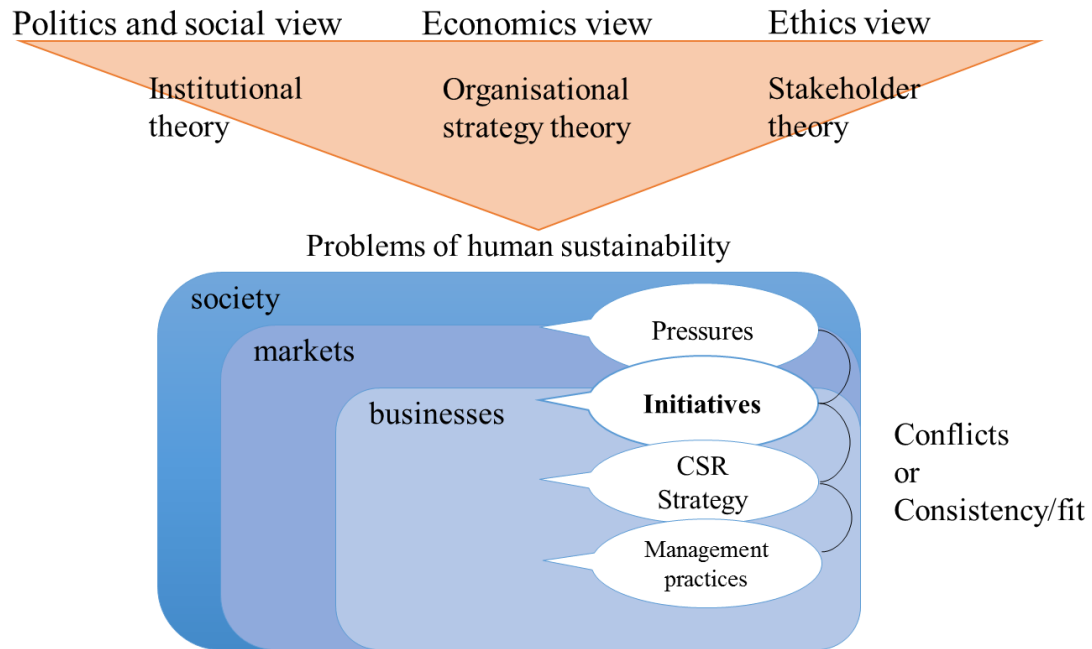 Politics and social view
Economics view
Ethics view
Institutional
theory
Organisational
strategy theory
Stakeholder
theory
Problems of human sustainability
society
markets
businesses
Pressures
Initiatives
CSR
Strategy
Management
practices
Conflicts
or
Consistency/fit